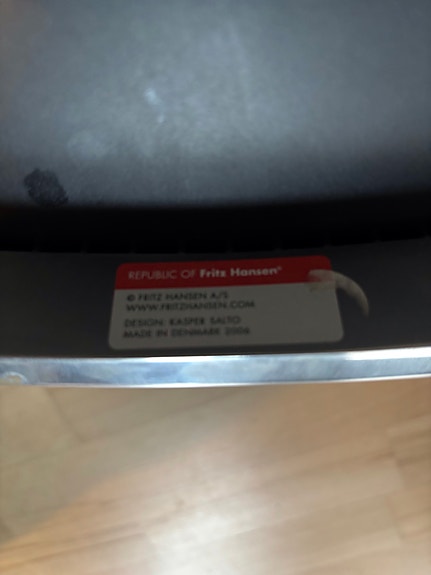 REPUBLIC OF Fritz Hansen®
© FRITZ HANSEN A/S
WWW.FRITZHANSEN.COM
DESIGN: KASPER SALTO
MADE IN DENMARK 2006